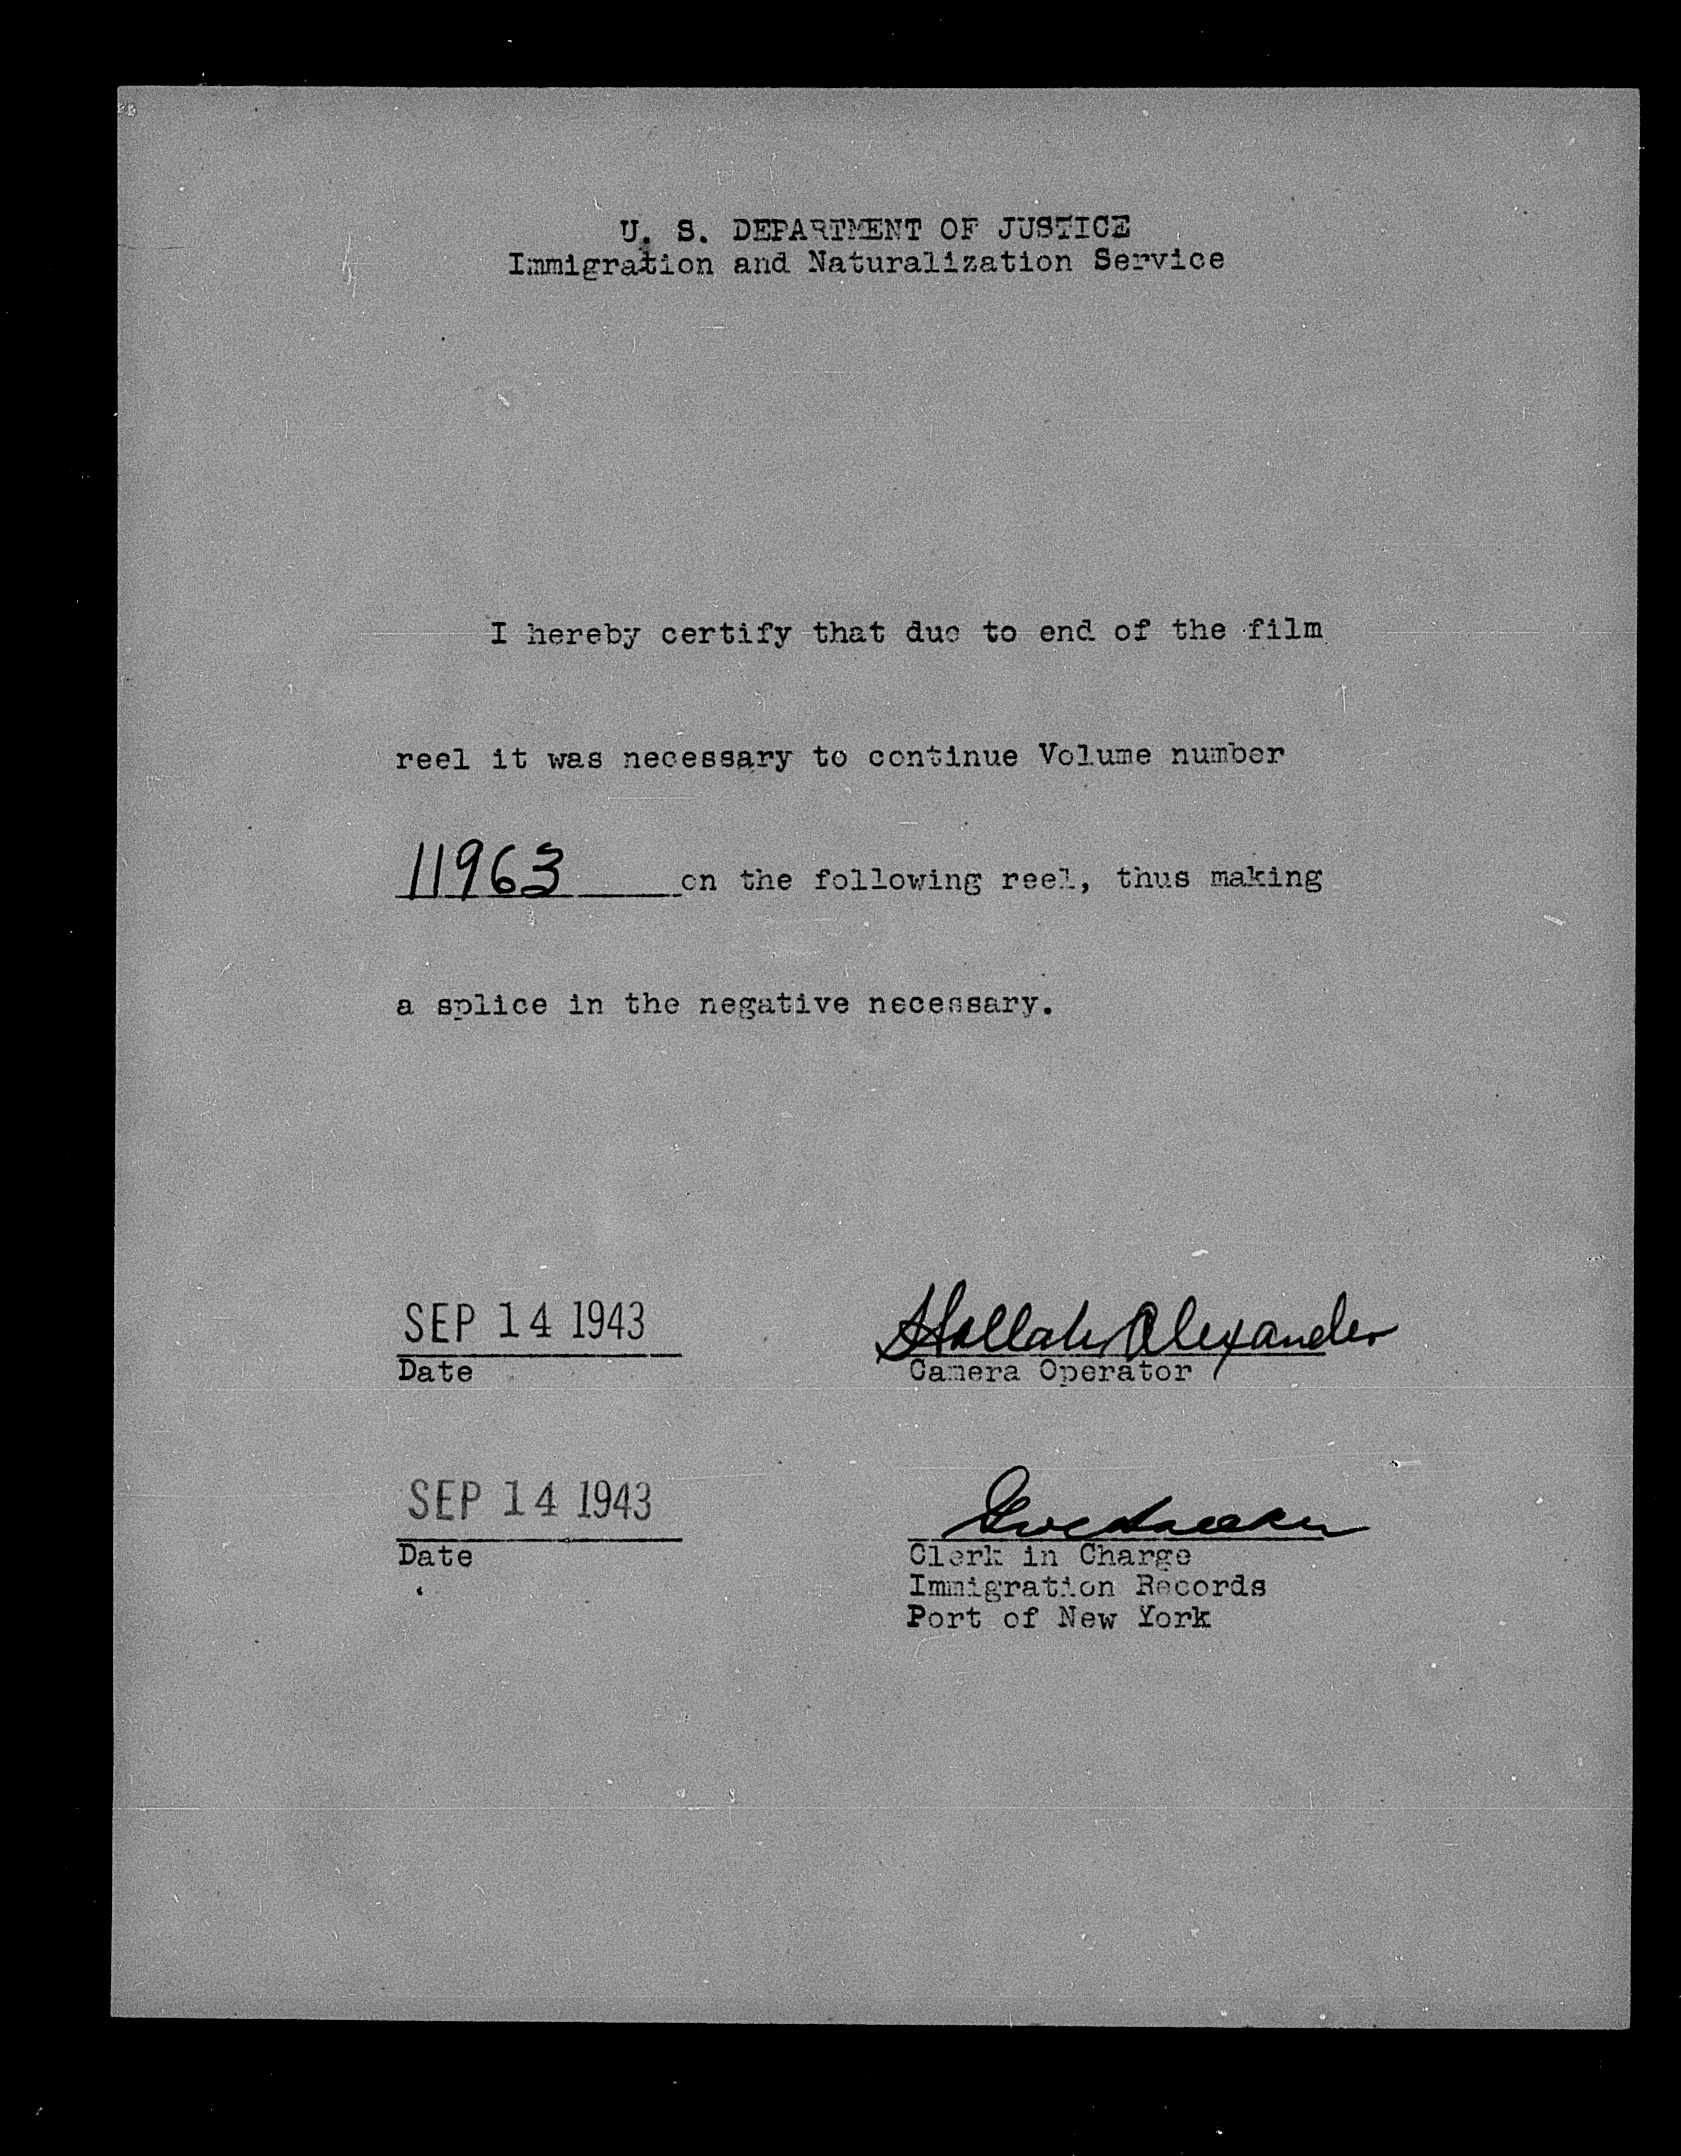 U. S. DEPARTMENT OF JUSTICE
Immigration and Naturalization Service
I hereby certify that due to end of the film
reel it was necessary to continue Volume number
11963 on the following reel, thus making
a splice in the negative necessary.
SEP 14 1943
Date
Alexander
Camera Operator
SEP 14 1943
Date
Clerk in Charge
Immigration Records
Port of New York